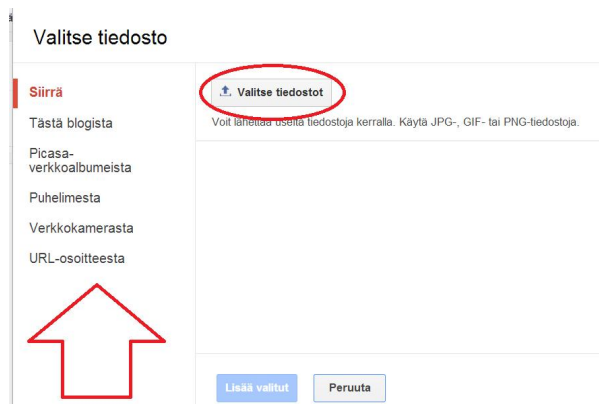 Valitse tiedosto
Siirrä
Tästä blogista
Picasa-
verkkoalbumeista
Puhelimesta
Verkkokamerasta
URL-osoitteesta
Valitse tiedostot
Voit lähettää useita tiedostoja kerralla. Käytä JPG-, GIF- tai PNG-tiedostoja.
Lisää valitut
Peruuta